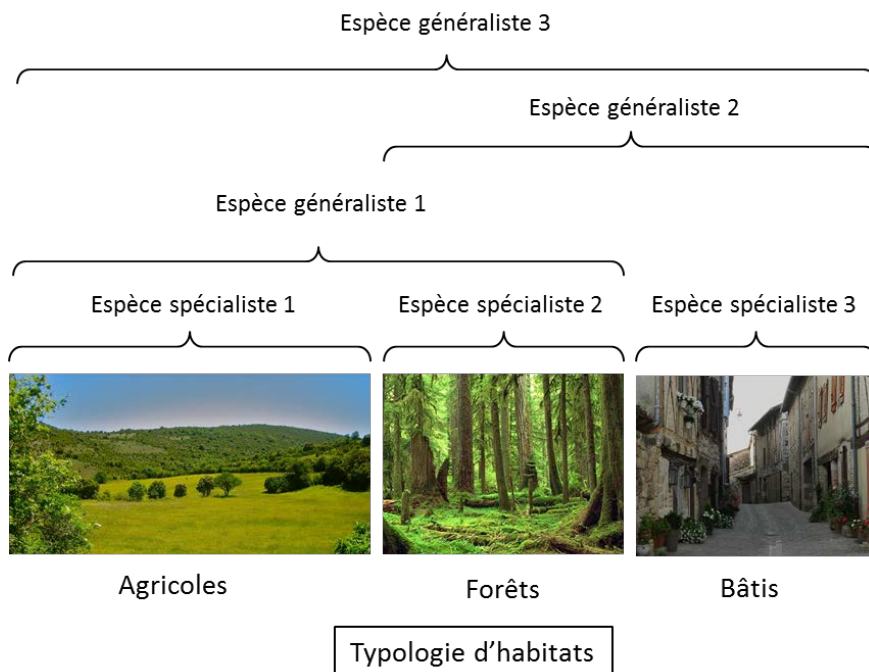 Espèce généraliste 3
Espèce généraliste 2
Espèce généraliste 1
Espèce spécialiste 1
Espèce spécialiste 2
Espèce spécialiste 3
Agricoles
Forêts
Bâtis
Typologie d'habitats